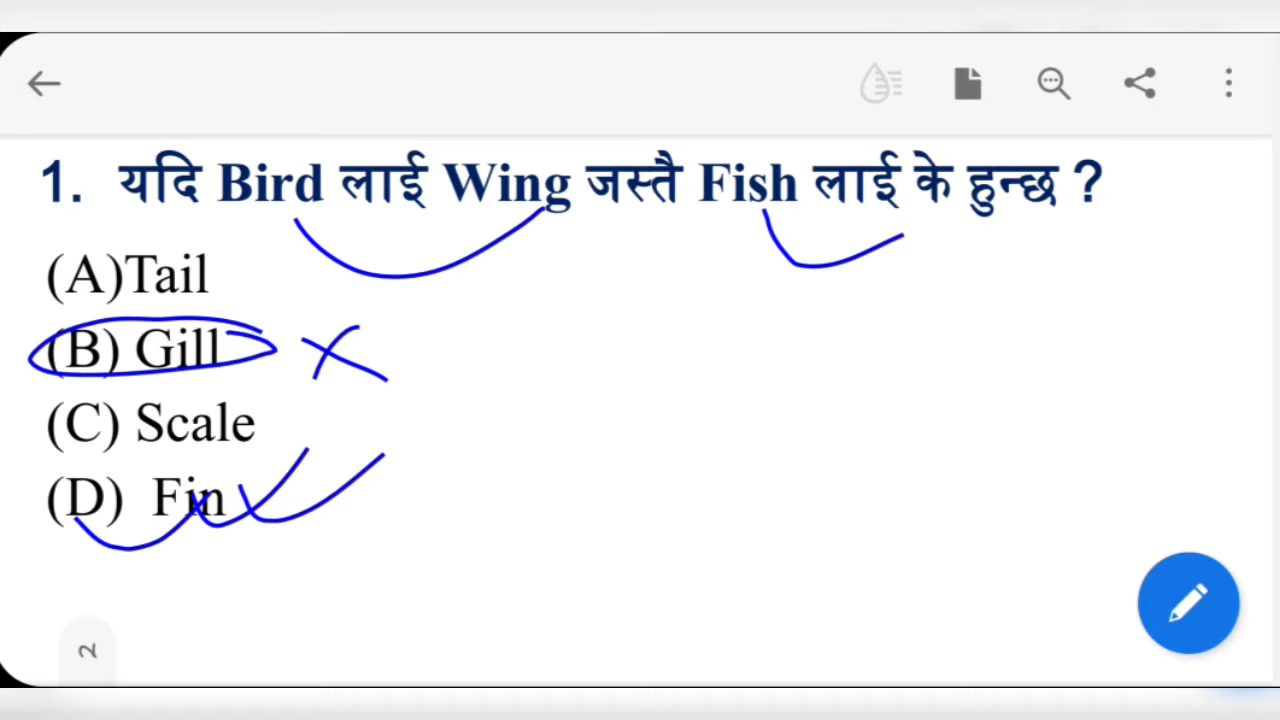 1. यदि Bird लाई Wing जस्तै Fish लाई के हुन्छ ?
(A)Tail
(B) Gill
(C) Scale
(D) Fin
2